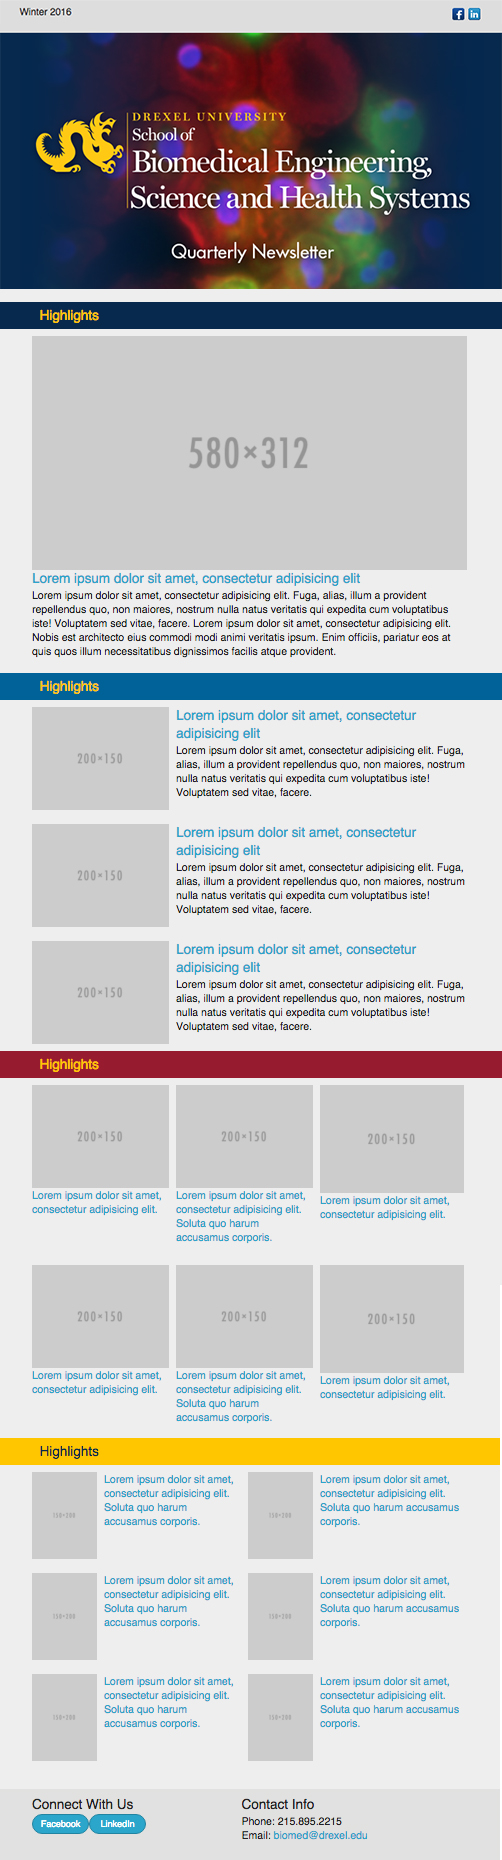 Winter 2016
DREXEL UNIVERSITY
School of
Biomedical Engineering,
Science and Health Systems
Quarterly Newsletter
Highlights
580×312
Lorem ipsum dolor sit amet, consectetur adipisicing elit
Lorem ipsum dolor sit amet, consectetur adipisicing elit. Fuga, alias, illum a provident
repellendus quo, non maiores, nostrum nulla natus veritatis qui expedita cum voluptatibus
iste! Voluptatem sed vitae, facere. Lorem ipsum dolor sit amet, consectetur adipisicing elit.
Nobis est architecto eius commodi modi animi veritatis ipsum. Enim officiis, pariatur eos at
quis quos illum necessitatibus dignissimos facilis atque provident.
Highlights
200×150
Lorem ipsum dolor sit amet, consectetur
adipisicing elit
Lorem ipsum dolor sit amet, consectetur adipisicing elit. Fuga,
alias, illum a provident repellendus quo, non maiores, nostrum
nulla natus veritatis qui expedita cum voluptatibus iste!
Voluptatem sed vitae, facere.
200×150
Lorem ipsum dolor sit amet, consectetur
adipisicing elit
Lorem ipsum dolor sit amet, consectetur adipisicing elit. Fuga,
alias, illum a provident repellendus quo, non maiores, nostrum
nulla natus veritatis qui expedita cum voluptatibus iste!
Voluptatem sed vitae, facere.
200×150
Lorem ipsum dolor sit amet, consectetur
adipisicing elit
Lorem ipsum dolor sit amet, consectetur adipisicing elit. Fuga,
alias, illum a provident repellendus quo, non maiores, nostrum
nulla natus veritatis qui expedita cum voluptatibus iste!
Voluptatem sed vitae, facere.
Highlights
200×150
Lorem ipsum dolor sit amet,
consectetur adipisicing elit.
200×150
Lorem ipsum dolor sit amet,
consectetur adipisicing elit.
Soluta quo harum
accusamus corporis.
200×150
Lorem ipsum dolor sit amet,
consectetur adipisicing elit.
200×150
Lorem ipsum dolor sit amet,
consectetur adipisicing elit.
200×150
Lorem ipsum dolor sit amet,
consectetur adipisicing elit.
Soluta quo harum
accusamus corporis.
200×150
Lorem ipsum dolor sit amet,
consectetur adipisicing elit.
Highlights
150×200
Lorem ipsum dolor sit amet,
consectetur adipisicing elit.
Soluta quo harum
accusamus corporis.
150×200
Lorem ipsum dolor sit amet,
consectetur adipisicing elit.
Soluta quo harum accusamus
corporis.
150×200
Lorem ipsum dolor sit amet,
consectetur adipisicing elit.
Soluta quo harum
accusamus corporis.
150×200
Lorem ipsum dolor sit amet,
consectetur adipisicing elit.
Soluta quo harum accusamus
corporis.
150×200
Lorem ipsum dolor sit amet,
consectetur adipisicing elit.
Soluta quo harum
accusamus corporis.
150×200
Lorem ipsum dolor sit amet,
consectetur adipisicing elit.
Soluta quo harum accusamus
corporis.
Connect With Us
Facebook
LinkedIn
Contact Info
Phone: 215.895.2215
Email: biomed@drexel.edu